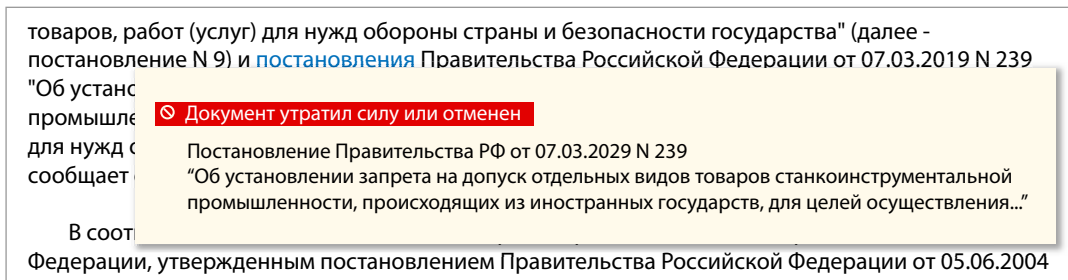 товаров, работ (услуг) для нужд обороны страны и безопасности государства" (далее -
постановление N 9) и постановления Правительства Российской Федерации от 07.03.2019 N 239
"Об устано
промышле
для нужд
сообщает
Документ утратил силу или отменен
Постановление Правительства РФ от 07.03.2029 N 239
“Об установлении запрета на допуск отдельных видов товаров станкоинструментальной
промышленности, происходящих из иностранных государств, для целей осуществления...”
В соот
Федерации, утвержденным постановлением Правительства Российской Федерации от 05.06.2004